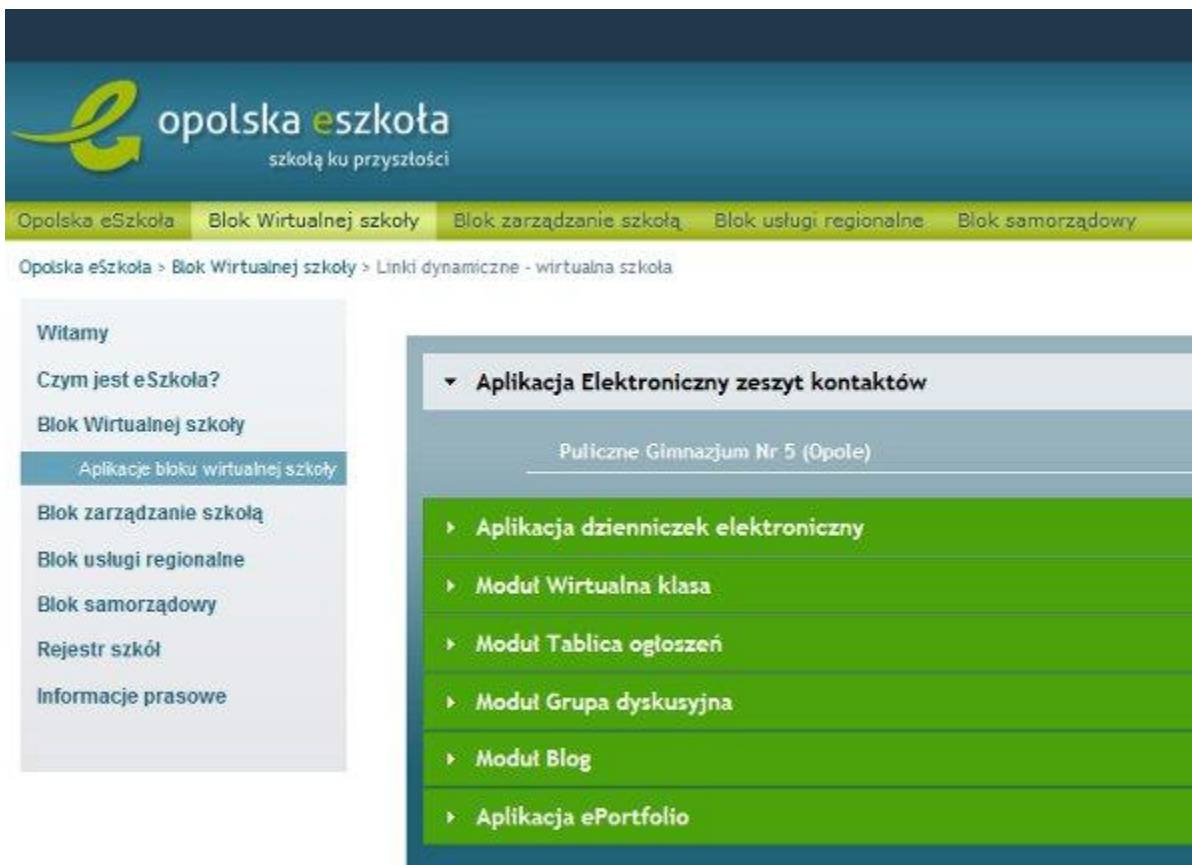 opolska eszkoła
szkołą ku przyszłości
Opolska eSzkoła Blok Wirtualnej szkoły Blok zarządzanie szkołą Blok usługi regionalne Blok samorządowy
Opolska eSzkoła > Blok Wirtualnej szkoły > Linki dynamiczne - wirtualna szkoła
Witamy
Czym jest eSzkoła?
Blok Wirtualnej szkoły
Aplikacje bloku wirtualnej szkoły
Blok zarządzanie szkołą
Blok usługi regionalne
Blok samorządowy
Rejestr szkół
Informacje prasowe
Aplikacja Elektroniczny zeszyt kontaktów
Puliczne Gimnazjum Nr 5 (Opole)
Aplikacja dzienniczek elektroniczny
Moduł Wirtualna klasa
Moduł Tablica ogłoszeń
Moduł Grupa dyskusyjna
Moduł Blog
Aplikacja ePortfolio